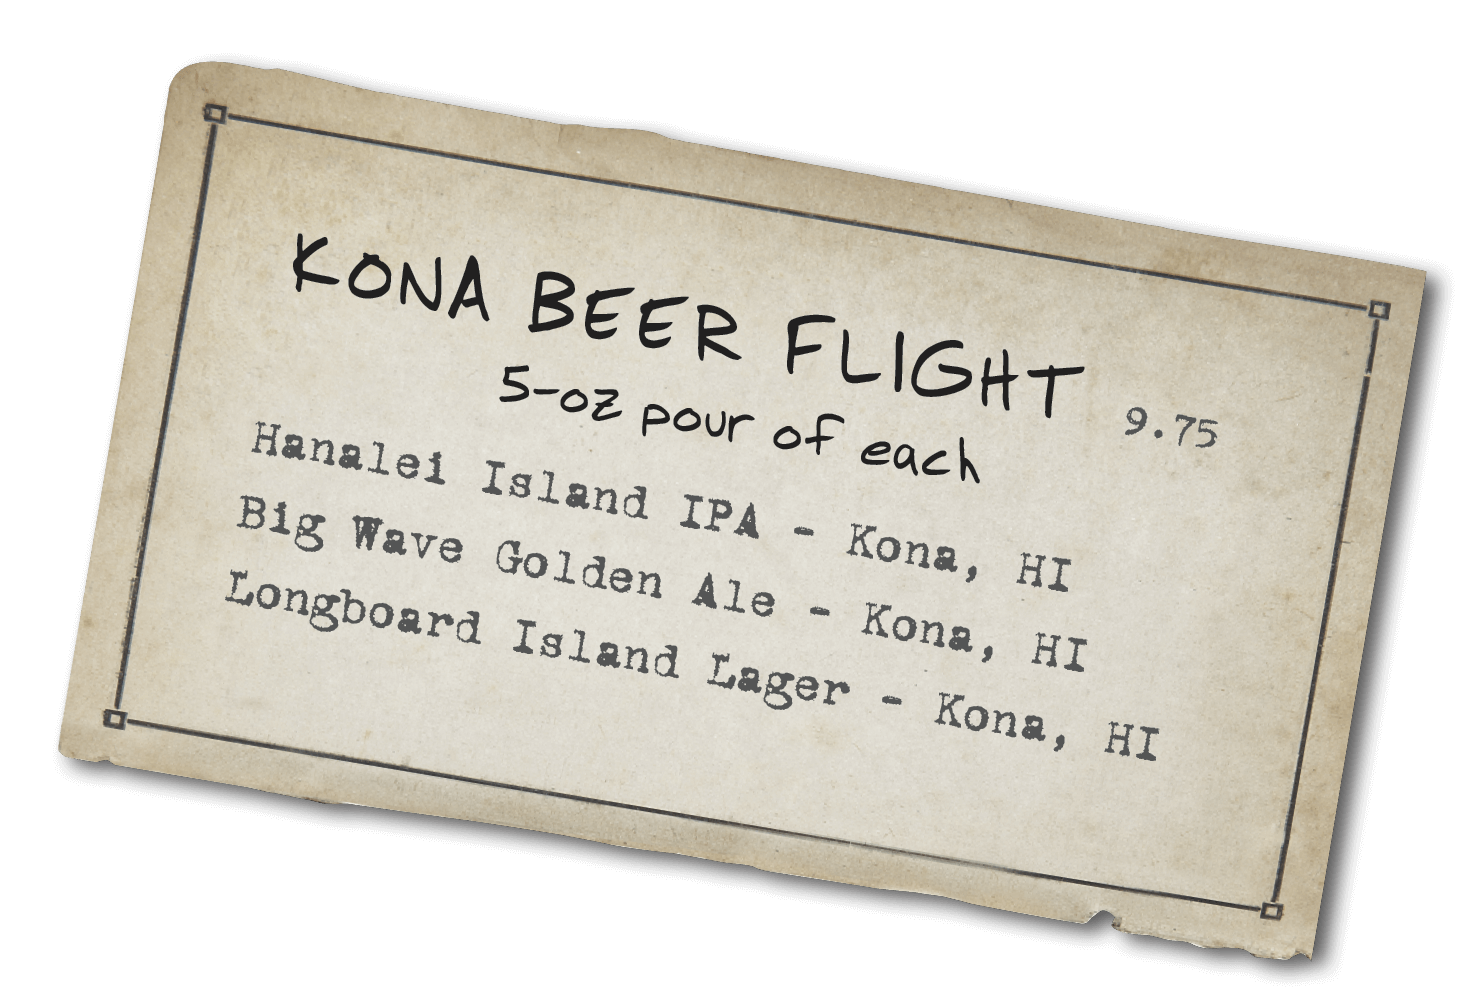 KONA BEER FLIGHT 9.75
5-oz pour of each
Hanalei Island IPA - Kona, HI
Big Wave Golden Ale - Kona, HI
Longboard Island Lager - Kona, HI